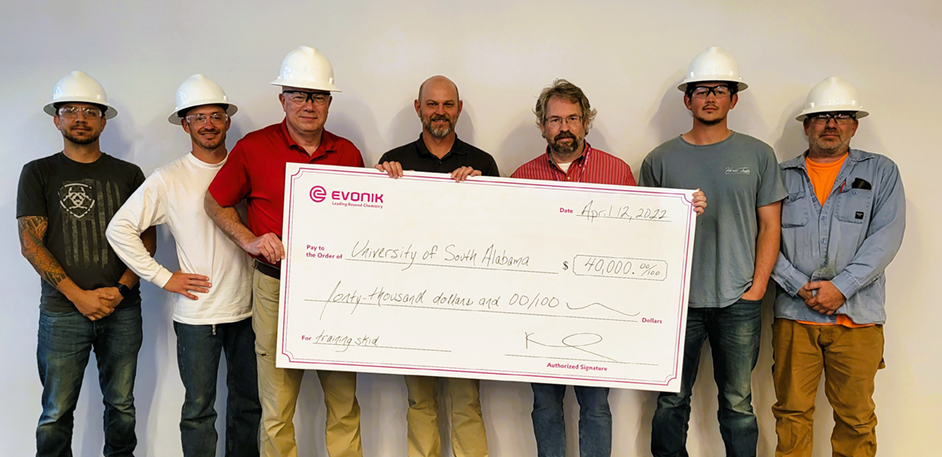 EVONIK
Leading Beyond Chemistry
Date April 12, 2022
Pay to
the Order of University of South Alabama $ 40,000. 00/100
forty-thousand dollars and 00/100 Dollars
For training skid
Authorized Signature